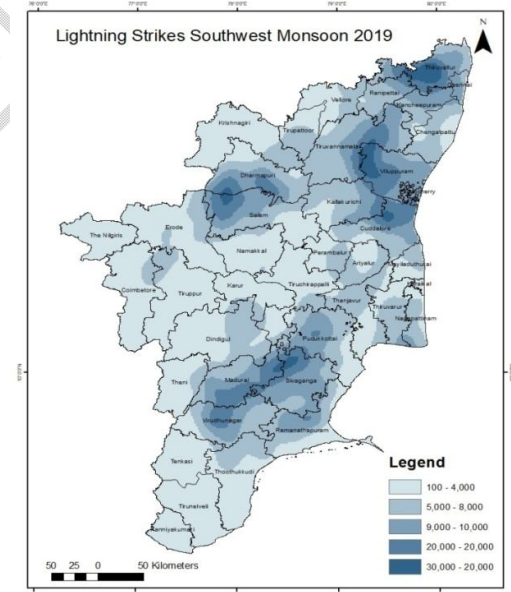 Lightning Strikes Southwest Monsoon 2019
N
Thiruvallur
Chennai
Ranipettai
Vellore
Kancheepuram
Chengalpattu
Krishnagiri
Tirupattoor
Tiruvannamalai
Dharmapuri
Viluppuram
Kallakurichi
Salem
Cuddalore
The Nilgiris
Erode
Namakkal
Perambalur
Ariyalur
Coimbatore
Tiruppur
Karur
Tiruchirappalli
Thanjavur
Thiruvarur
Nagapattinam
Dindigul
Pudukkottai
Theni
Madurai
Sivaganga
Virudhunagar
Ramanathapuram
Tenkasi
Thoothukkudi
Tirunelveli
Kanniyakumari
Legend
100 - 4,000
5,000 - 8,000
9,000 - 10,000
20,000 - 20,000
30,000 - 20,000
50 25 0 50 Kilometers